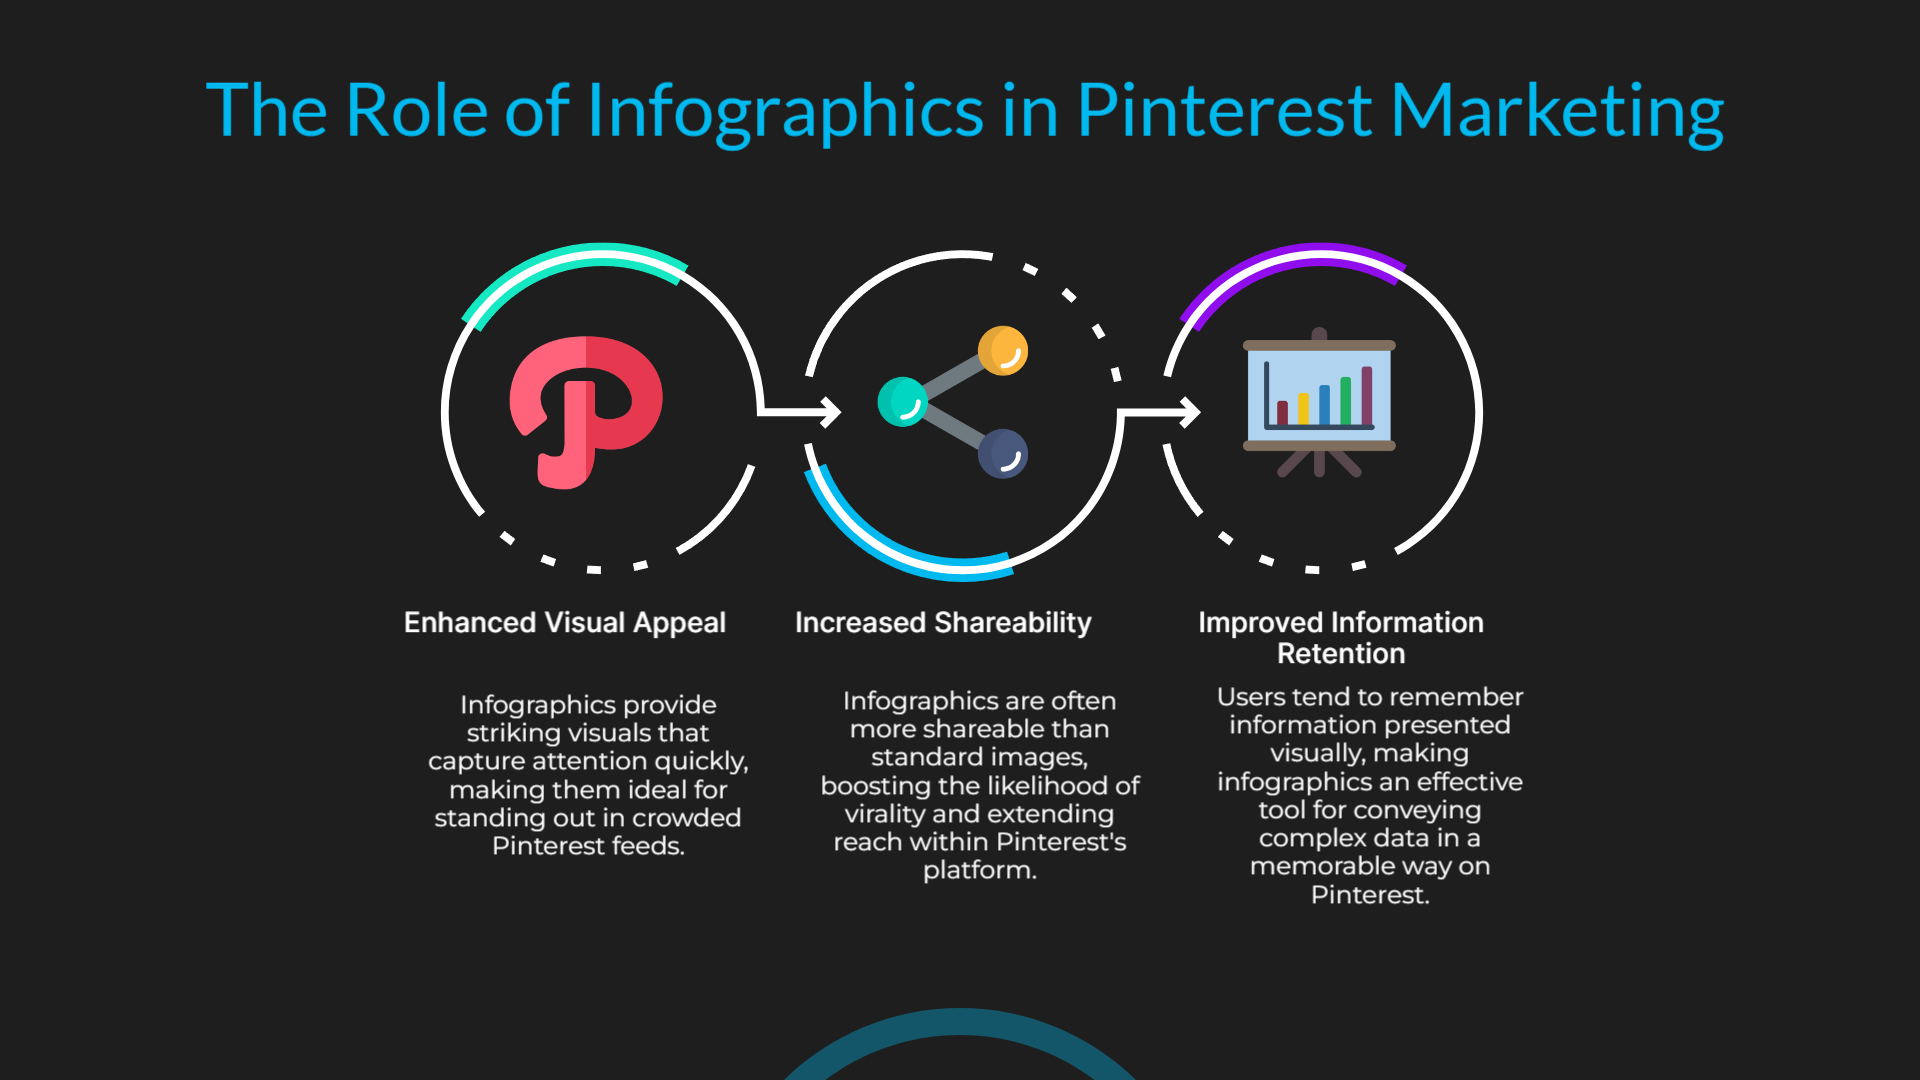 The Role of Infographics in Pinterest Marketing
Enhanced Visual Appeal
Infographics provide
striking visuals that
capture attention quickly,
making them ideal for
standing out in crowded
Pinterest feeds.
Increased Shareability
Infographics are often
more shareable than
standard images,
boosting the likelihood of
virality and extending
reach within Pinterest's
platform.
Improved Information
Retention
Users tend to remember
information presented
visually, making
infographics an effective
tool for conveying
complex data in a
memorable way on
Pinterest.